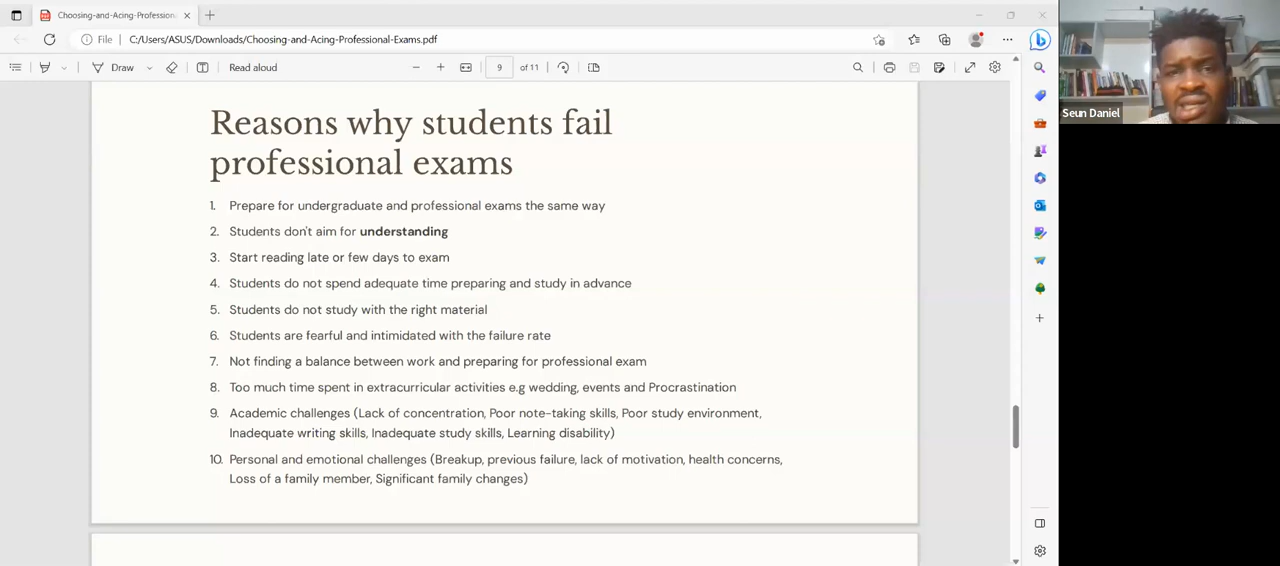 Choosing-and-Acing-Professiona
File
C:/Users/ASUS/Downloads/Choosing-and-Acing-Professional-Exams.pdf
Draw
Read aloud
9
of 11
Seun Daniel
Reasons why students fail
professional exams
1. Prepare for undergraduate and professional exams the same way
2. Students don't aim for understanding
3. Start reading late or few days to exam
4. Students do not spend adequate time preparing and study in advance
5. Students do not study with the right material
6. Students are fearful and intimidated with the failure rate
7. Not finding a balance between work and preparing for professional exam
8. Too much time spent in extracurricular activities e.g wedding, events and Procrastination
9. Academic challenges (Lack of concentration, Poor note-taking skills, Poor study environment,
Inadequate writing skills, Inadequate study skills, Learning disability)
10. Personal and emotional challenges (Breakup, previous failure, lack of motivation, health concerns,
Loss of a family member, Significant family changes)